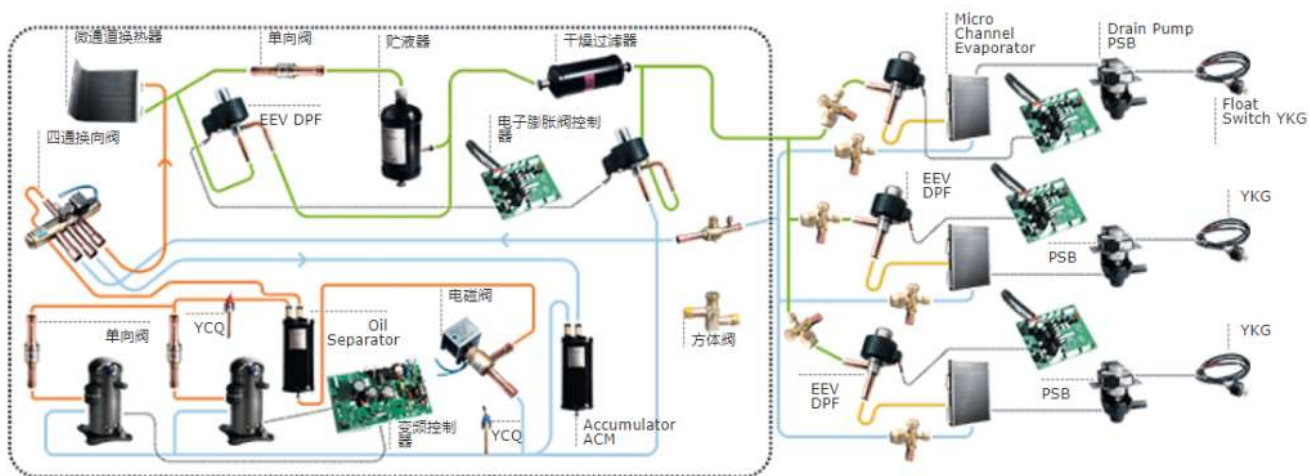 微通道换热器
单向阀
贮液器
干燥过滤器
Micro
Channel
Evaporator
Drain Pump
PSB
EEV DPF
Float
Switch YKG
四通换向阀
电子膨胀阀控制
器
EEV
DPF
YKG
PSB
单向阀
YCQ
Oil
Separator
电磁阀
方体阀
YKG
EEV
DPF
PSB
变频控制
器
YCQ
Accumulator
ACM